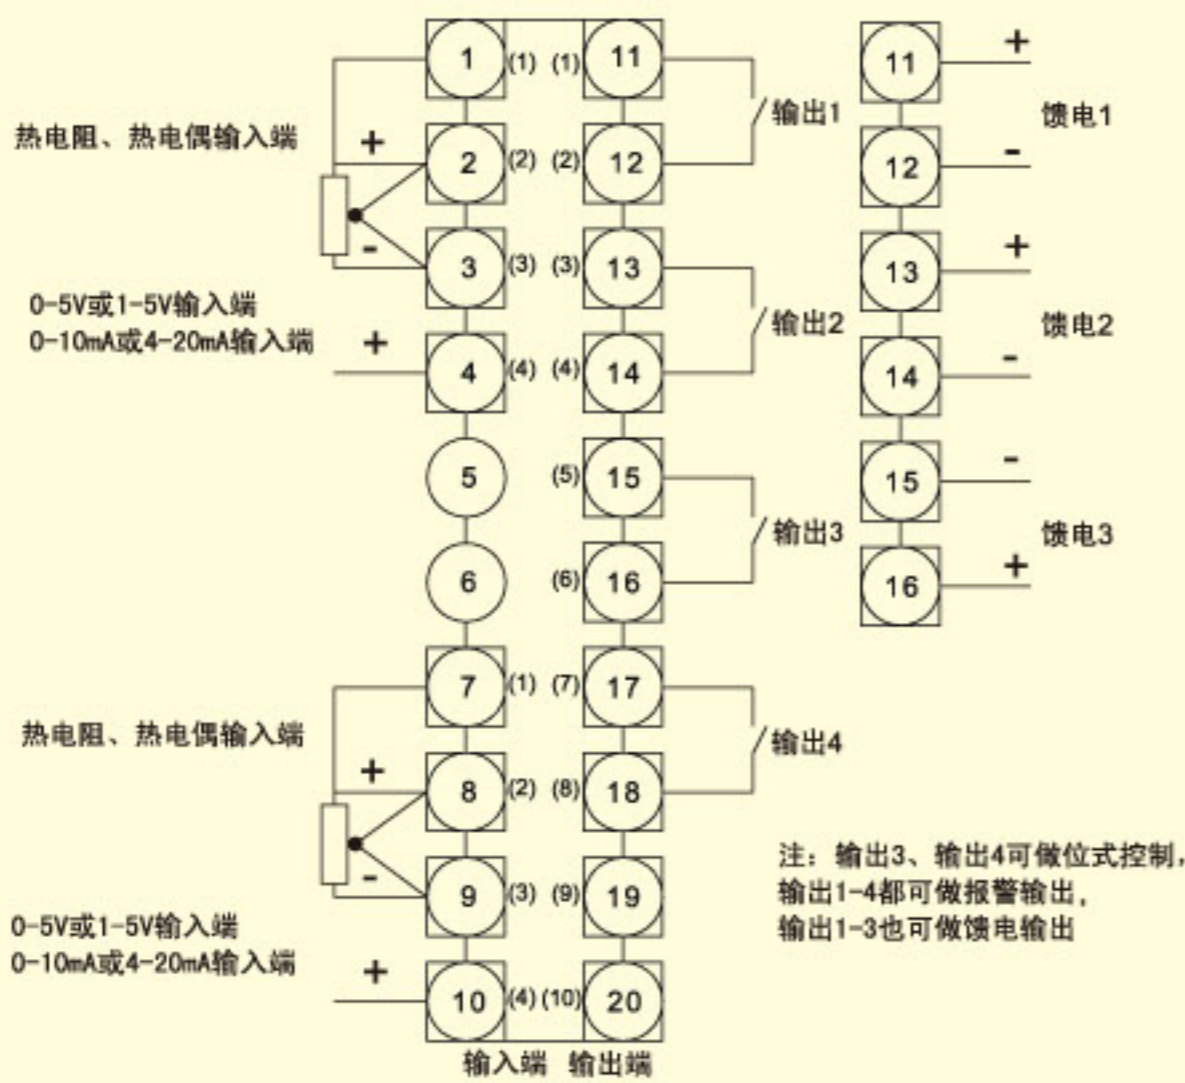 1 (1) (1) 11
输出1
11 +
馈电1
热电阻、热电偶输入端
+ 2 (2) (2) 12
12 -
- 3 (3) (3) 13
输出2
13 +
馈电2
0-5V或1-5V输入端
0-10mA或4-20mA输入端
+ 4 (4) (4) 14
14 -
5 (5) 15
输出3
15 -
馈电3
6 (6) 16
16 +
7 (1) (7) 17
输出4
热电阻、热电偶输入端
+ 8 (2) (8) 18
- 9 (3) (9) 19
0-5V或1-5V输入端
0-10mA或4-20mA输入端
+ 10 (4) (10) 20
输入端 输出端
注：输出3、输出4可做位式控制，
输出1-4都可做报警输出，
输出1-3也可做馈电输出